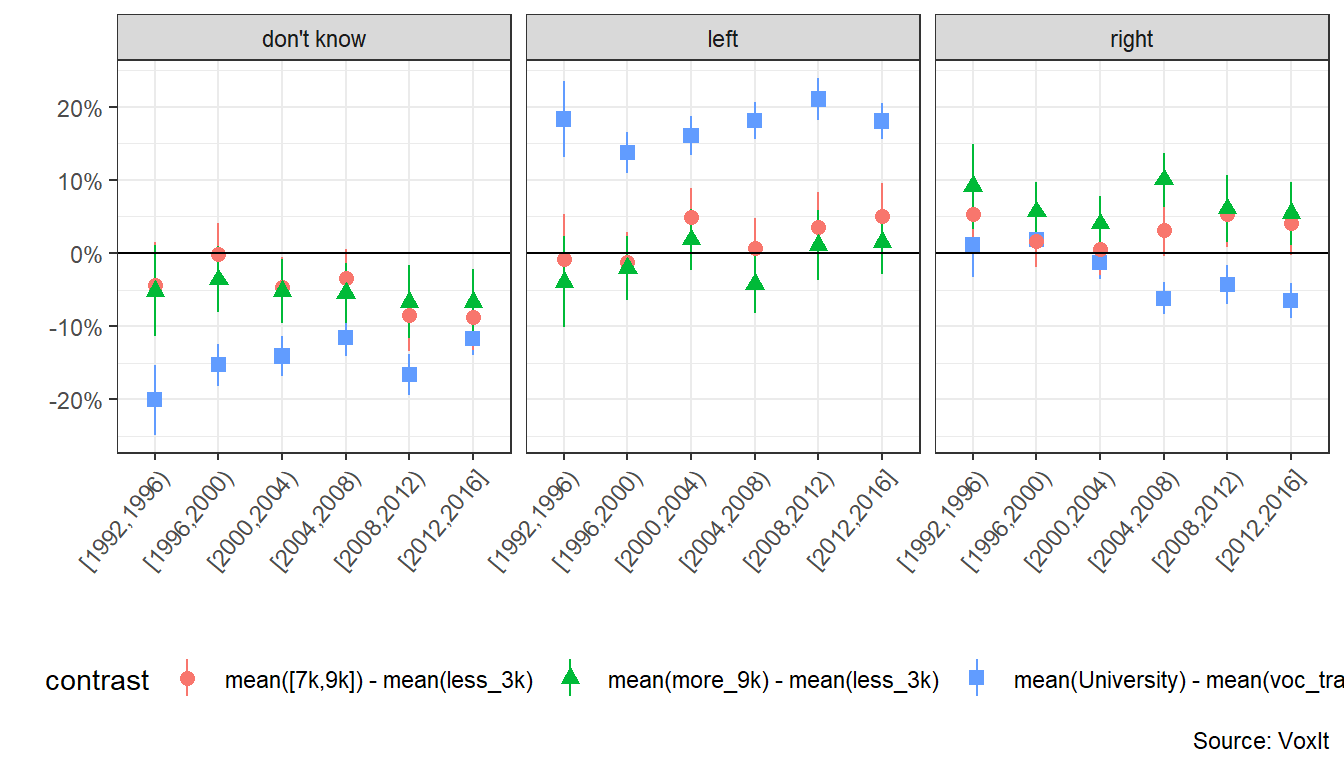 don't know left right
20%
10%
0%
-10%
-20%
[1992,1996) [1996,2000) [2000,2004) [2004,2008) [2008,2012) [2012,2016] [1992,1996) [1996,2000) [2000,2004) [2004,2008) [2008,2012) [2012,2016] [1992,1996) [1996,2000) [2000,2004) [2004,2008) [2008,2012) [2012,2016]
contrast mean([7k,9k]) - mean(less_3k) mean(more_9k) - mean(less_3k) mean(University) - mean(voc_tra
Source: VoxIt